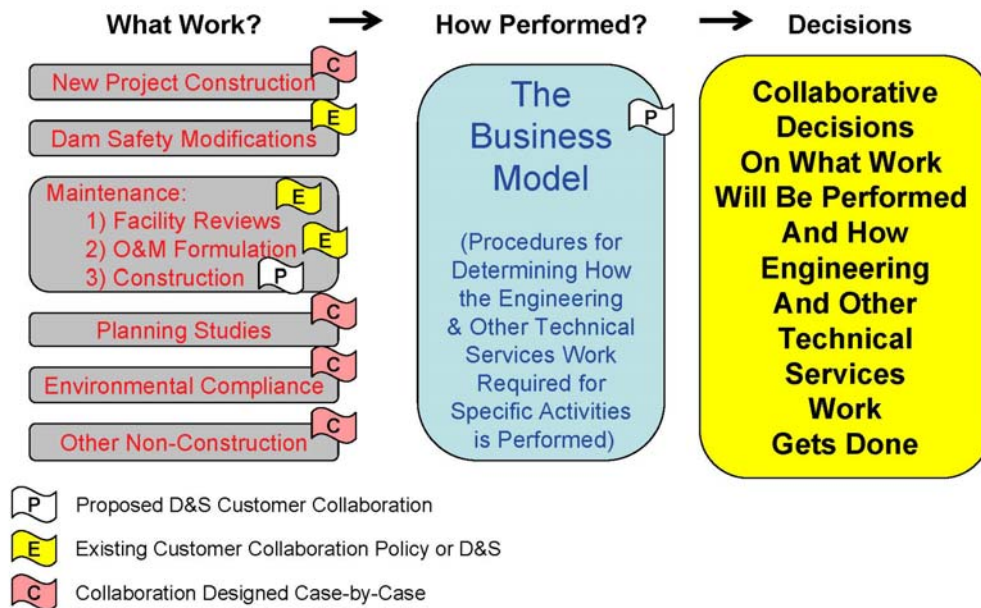 What Work?
How Performed?
Decisions
New Project Construction
C
Dam Safety Modifications
E
Maintenance:
1) Facility Reviews
E
2) O&M Formulation
E
3) Construction
P
Planning Studies
C
Environmental Compliance
C
Other Non-Construction
C
The
Business
Model
P
(Procedures for
Determining How
the Engineering
& Other Technical
Services Work
Required for
Specific Activities
is Performed)
Collaborative
Decisions
On What Work
Will Be Performed
And How
Engineering
And Other
Technical
Services
Work
Gets Done
P Proposed D&S Customer Collaboration
E Existing Customer Collaboration Policy or D&S
C Collaboration Designed Case-by-Case